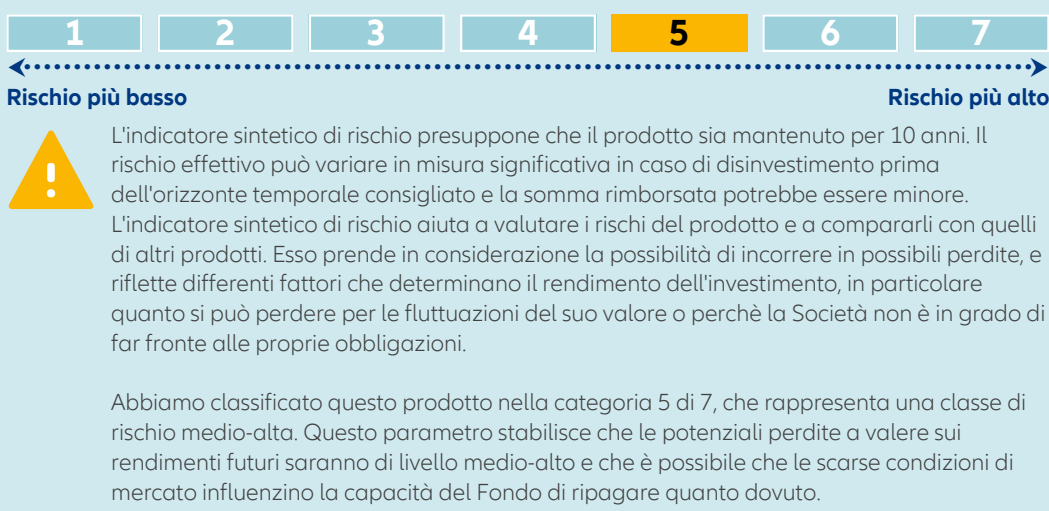 1 2 3 4 5 6 7
Rischio più basso Rischio più alto
L'indicatore sintetico di rischio presuppone che il prodotto sia mantenuto per 10 anni. Il
rischio effettivo può variare in misura significativa in caso di disinvestimento prima
dell'orizzonte temporale consigliato e la somma rimborsata potrebbe essere minore.
L'indicatore sintetico di rischio aiuta a valutare i rischi del prodotto e a compararli con quelli
di altri prodotti. Esso prende in considerazione la possibilità di incorrere in possibili perdite, e
riflette differenti fattori che determinano il rendimento dell'investimento, in particolare
quanto si può perdere per le fluttuazioni del suo valore o perchè la Società non è in grado di
far fronte alle proprie obbligazioni.
Abbiamo classificato questo prodotto nella categoria 5 di 7, che rappresenta una classe di
rischio medio-alta. Questo parametro stabilisce che le potenziali perdite a valere sui
rendimenti futuri saranno di livello medio-alto e che è possibile che le scarse condizioni di
mercato influenzino la capacità del Fondo di ripagare quanto dovuto.